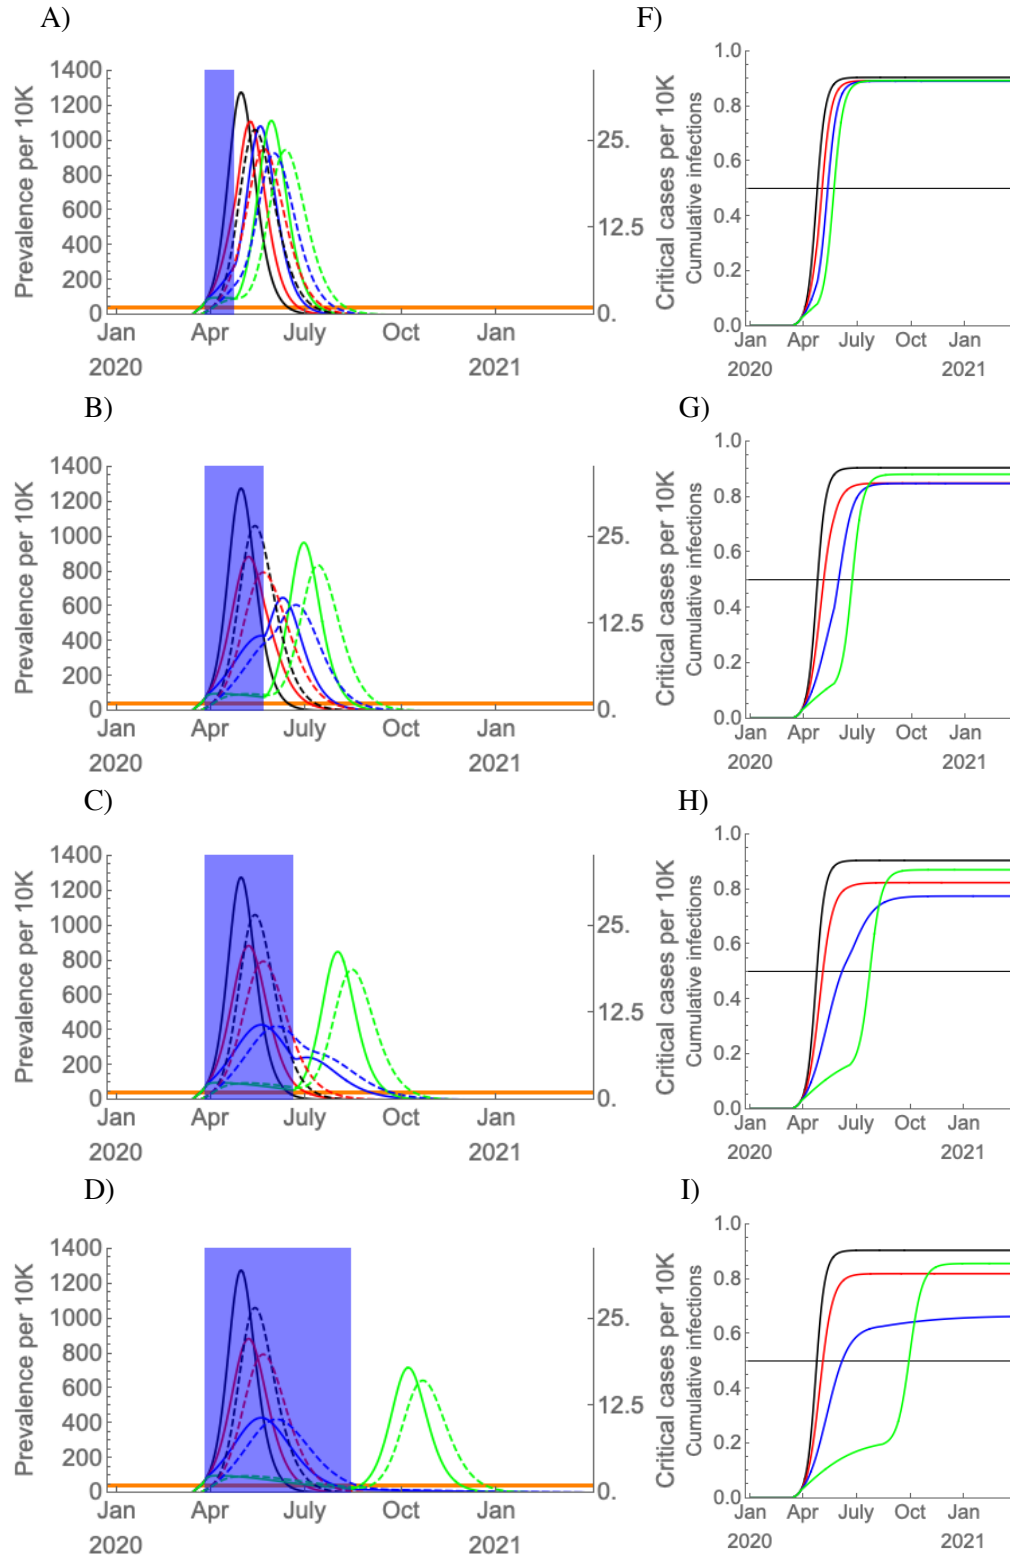 A)
F)
Prevalence per 10K
1400
1200
1000
800
600
400
200
0
Jan
Apr
July
Oct
Jan
2020
2021
25.
12.5
0.
Critical cases per 10K
Cumulative infections
1.0
0.8
0.6
0.4
0.2
0.0
Jan
Apr
July
Oct
Jan
2020
2021
B)
G)
Prevalence per 10K
1400
1200
1000
800
600
400
200
0
Jan
Apr
July
Oct
Jan
2020
2021
25.
12.5
0.
Critical cases per 10K
Cumulative infections
1.0
0.8
0.6
0.4
0.2
0.0
Jan
Apr
July
Oct
Jan
2020
2021
C)
H)
Prevalence per 10K
1400
1200
1000
800
600
400
200
0
Jan
Apr
July
Oct
Jan
2020
2021
25.
12.5
0.
Critical cases per 10K
Cumulative infections
1.0
0.8
0.6
0.4
0.2
0.0
Jan
Apr
July
Oct
Jan
2020
2021
D)
I)
Prevalence per 10K
1400
1200
1000
800
600
400
200
0
Jan
Apr
July
Oct
Jan
2020
2021
25.
12.5
0.
Critical cases per 10K
Cumulative infections
1.0
0.8
0.6
0.4
0.2
0.0
Jan
Apr
July
Oct
Jan
2020
2021